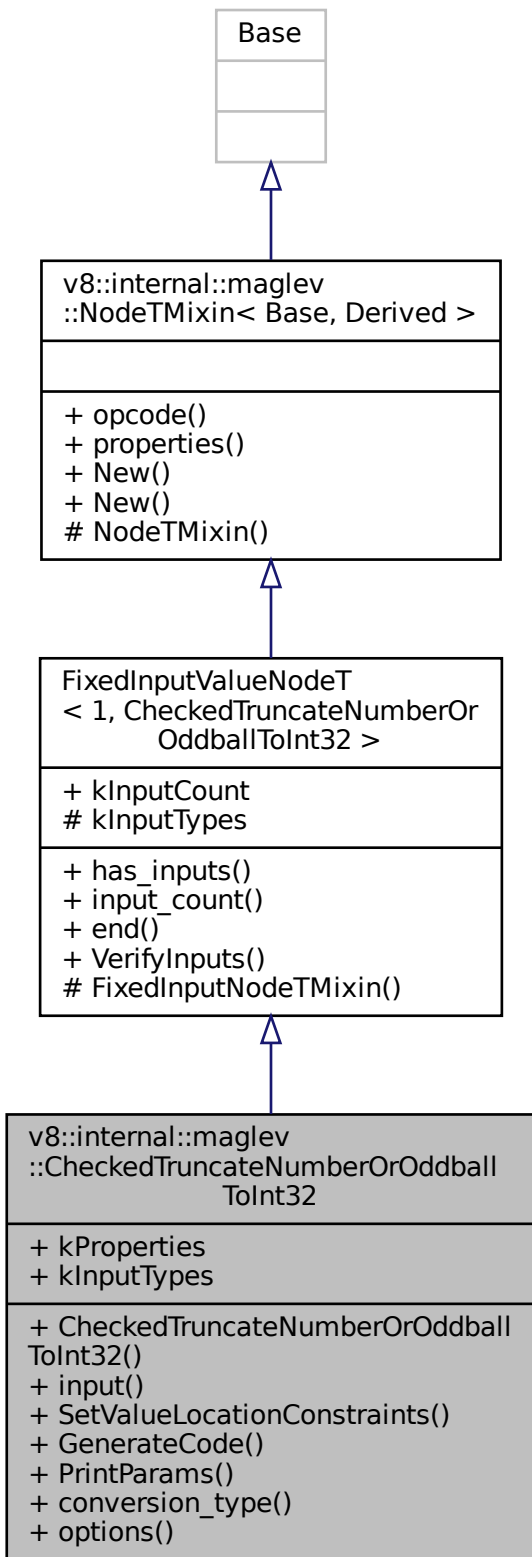 Base
v8::internal::maglev
::NodeTMixin< Base, Derived >
+ opcode()
+ properties()
+ New()
+ New()
# NodeTMixin()
FixedInputValueNodeT
< 1, CheckedTruncateNumberOr
OddballToInt32 >
+ kInputCount
# kInputTypes
+ has_inputs()
+ input_count()
+ end()
+ VerifyInputs()
# FixedInputNodeTMixin()
v8::internal::maglev
::CheckedTruncateNumberOrOddball
ToInt32
+ kProperties
+ kInputTypes
+ CheckedTruncateNumberOrOddball
ToInt32()
+ input()
+ SetValueLocationConstraints()
+ GenerateCode()
+ PrintParams()
+ conversion_type()
+ options()